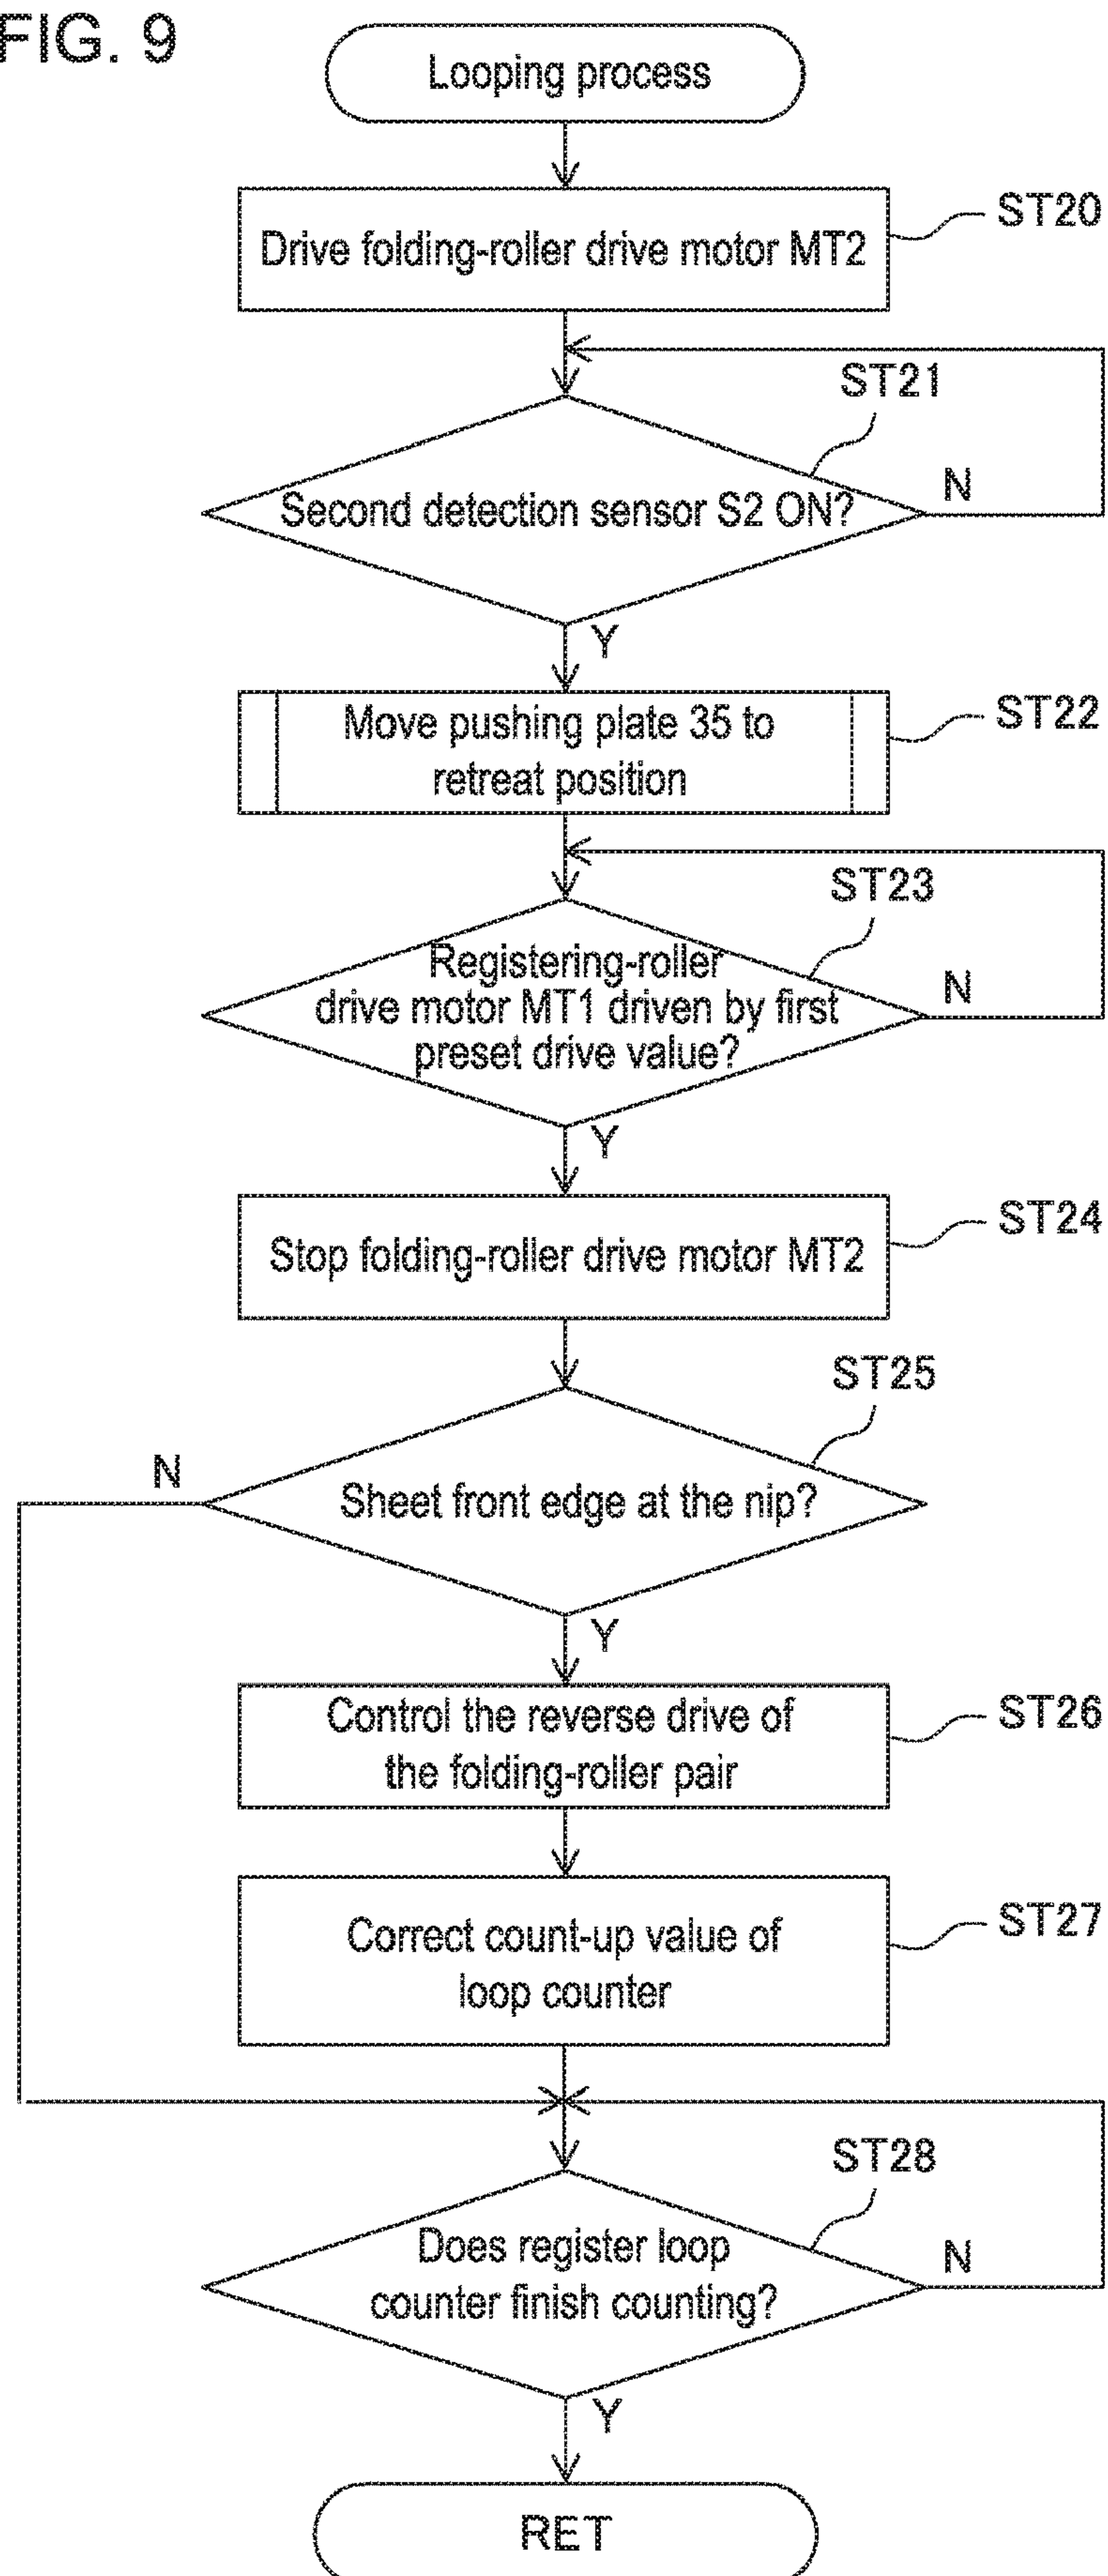 FIG. 9
Looping process
ST20
Drive folding-roller drive motor MT2
ST21
Second detection sensor S2 ON?
N
Y
ST22
Move pushing plate 35 to
retreat position
ST23
Registering-roller
drive motor MT1 driven by first
preset drive value?
N
Y
ST24
Stop folding-roller drive motor MT2
ST25
N
Sheet front edge at the nip?
Y
ST26
Control the reverse drive of
the folding-roller pair
ST27
Correct count-up value of
loop counter
ST28
Does register loop
counter finish counting?
N
Y
RET